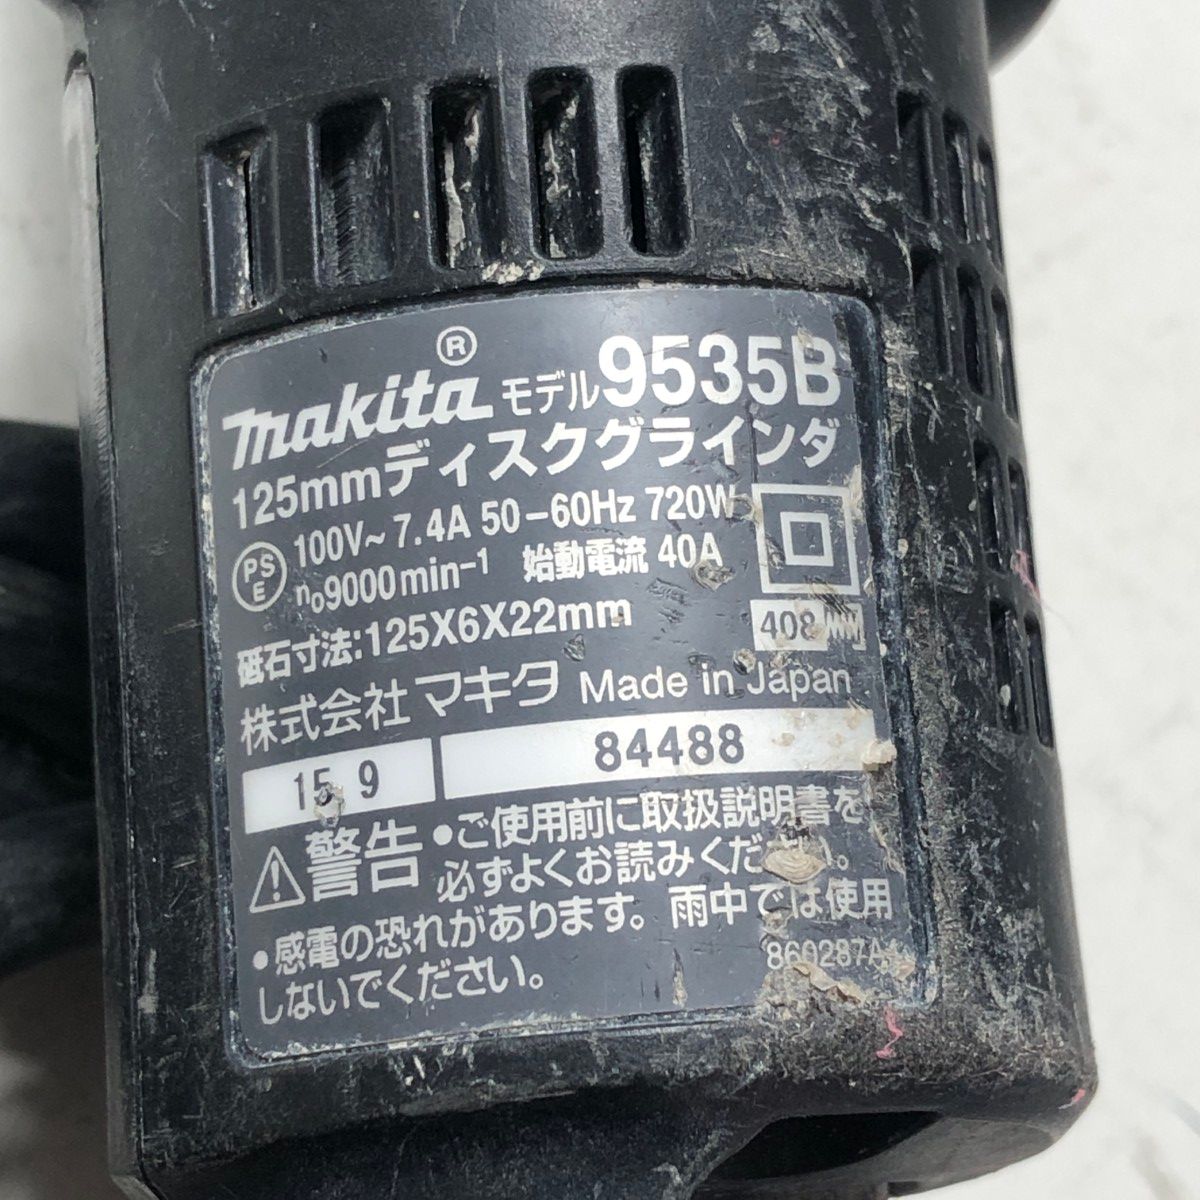 makita® モデル9535B
125mmディスクグラインダ
100V~ 7.4A 50-60Hz 720W
PSE n₀9000min⁻¹ 始動電流 40A
砥石寸法:125X6X22mm
408
株式会社マキタ Made in Japan
15.9 84488
警告 •ご使用前に取扱説明書を
必ずよくお読みください。
•感電の恐れがあります。雨中では使用
しないでください。